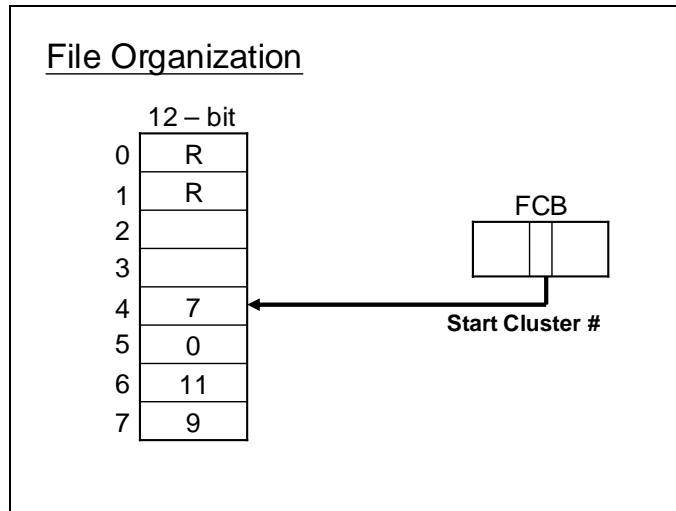 File Organization
12 – bit
0 R
1 R
FCB
2
3
4 7
Start Cluster #
5 0
6 11
7 9